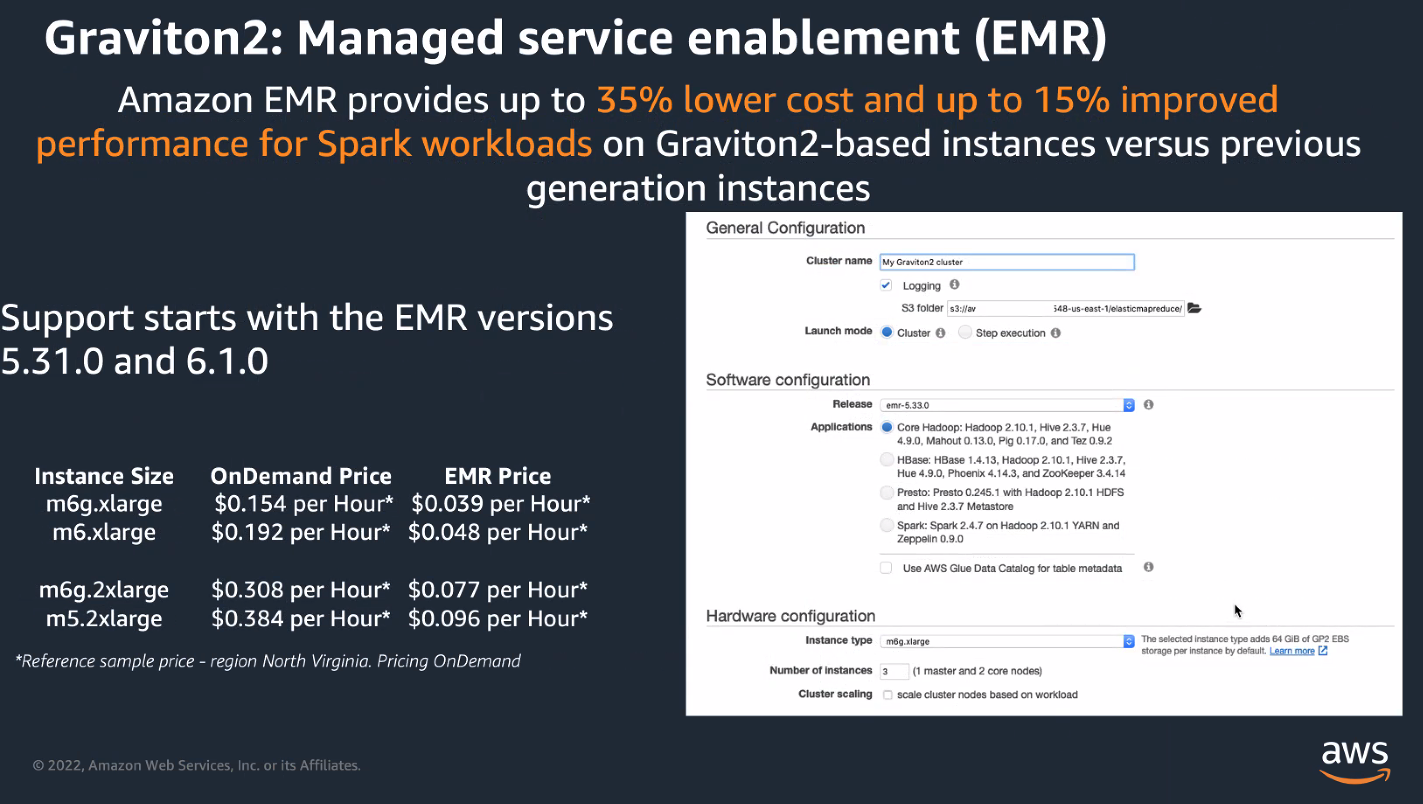 Graviton2: Managed service enablement (EMR)
Amazon EMR provides up to 35% lower cost and up to 15% improved
performance for Spark workloads on Graviton2-based instances versus previous
generation instances
Support starts with the EMR versions
5.31.0 and 6.1.0
Instance Size OnDemand Price EMR Price
m6g.xlarge $0.154 per Hour* $0.039 per Hour*
m6.xlarge $0.192 per Hour* $0.048 per Hour*
m6g.2xlarge $0.308 per Hour* $0.077 per Hour*
m5.2xlarge $0.384 per Hour* $0.096 per Hour*
*Reference sample price - region North Virginia. Pricing OnDemand
General Configuration
Cluster name My Graviton2 cluster
Logging
S3 folder s3://av 548-us-east-1/elasticmapreduce/
Launch mode Cluster Step execution
Software configuration
Release emr-5.33.0
Applications Core Hadoop: Hadoop 2.10.1, Hive 2.3.7, Hue
4.9.0, Mahout 0.13.0, Pig 0.17.0, and Tez 0.9.2
HBase: HBase 1.4.13, Hadoop 2.10.1, Hive 2.3.7,
Hue 4.9.0, Phoenix 4.14.3, and ZooKeeper 3.4.14
Presto: Presto 0.245.1 with Hadoop 2.10.1 HDFS
and Hive 2.3.7 Metastore
Spark: Spark 2.4.7 on Hadoop 2.10.1 YARN and
Zeppelin 0.9.0
Use AWS Glue Data Catalog for table metadata
Hardware configuration
Instance type m6g.xlarge The selected instance type adds 64 GiB of GP2 EBS
storage per instance by default. Learn more
Number of instances 3 (1 master and 2 core nodes)
Cluster scaling scale cluster nodes based on workload
© 2022, Amazon Web Services, Inc. or its Affiliates.
aws